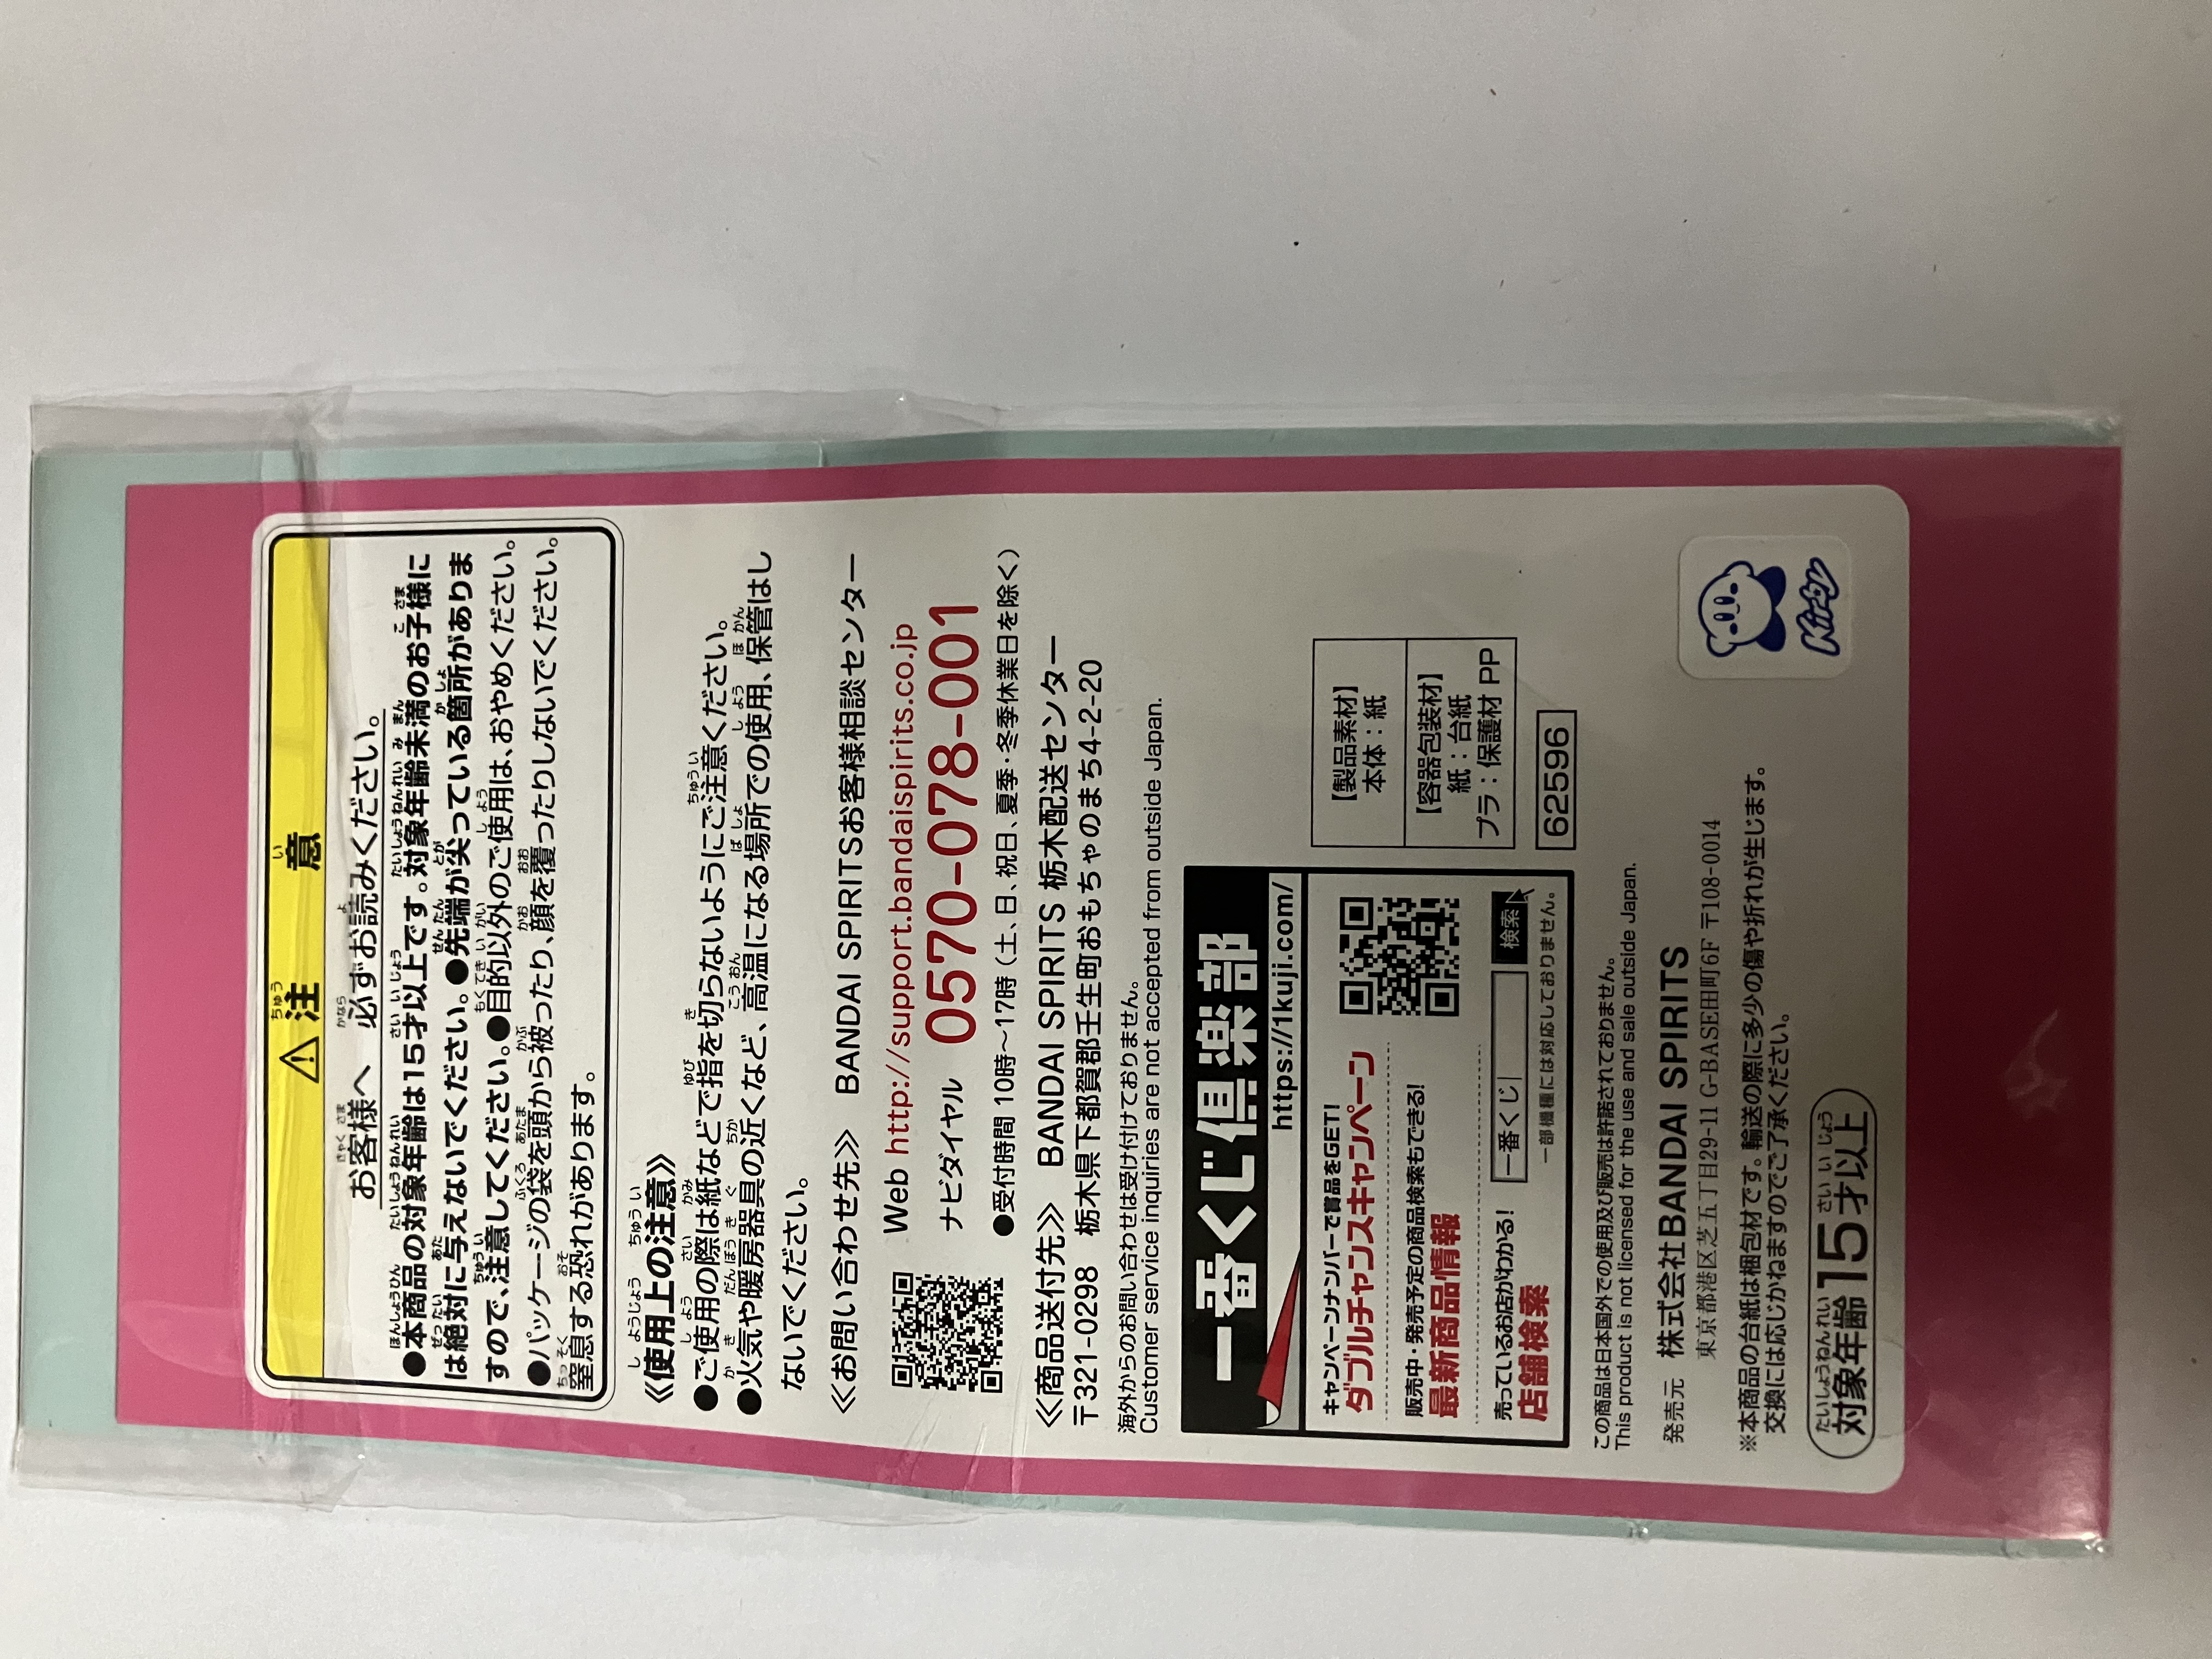 ⚠ 注意
お客様へ 必ずお読みください。
●本商品の対象年齢は15才以上です。対象年齢未満のお子様に
は絶対に与えないでください。●先端が尖っている箇所がありま
すので、注意してください。●目的以外のご使用は、おやめください。
●パッケージの袋を頭から被ったり、顔を覆ったりしないでください。
窒息する恐れがあります。
《使用上の注意》
●ご使用の際は紙などで指を切らないようにご注意ください。
●火気や暖房器具の近くなど、高温になる場所での使用、保管はし
ないでください。
《お問い合わせ先》 BANDAI SPIRITSお客様相談センター
Web http://support.bandaispirits.co.jp
ナビダイヤル 0570-078-001
●受付時間 10時～17時(土、日、祝日、夏季・冬季休業日を除く)
《商品送付先》 BANDAI SPIRITS 栃木配送センター
〒321-0298 栃木県下都賀郡壬生町おもちゃのまち4-2-20
海外からのお問い合わせは受け付けておりません。
Customer service inquiries are not accepted from outside Japan.
一番くじ倶楽部
https://1kuji.com/
キャンペーンナンバーで賞品をGET!
ダブルチャンスキャンペーン
販売中・発売予定の商品検索もできる!
最新商品情報
売っているお店がわかる!
店舗検索
一番くじ 検索
一部機種には対応しておりません。
【製品素材】
本体：紙
【容器包装材】
紙：台紙
プラ：保護材 PP
62596
この商品は日本国外での使用及び販売は許諾されておりません。
This product is not licensed for the use and sale outside Japan.
発売元 株式会社BANDAI SPIRITS
東京都港区芝五丁目29-11 G-BASE田町6F 〒108-0014
※本商品の台紙は梱包材です。輸送の際に多少の傷や折れが生じます。
交換には応じかねますのでご了承ください。
対象年齢15才以上
Kirby